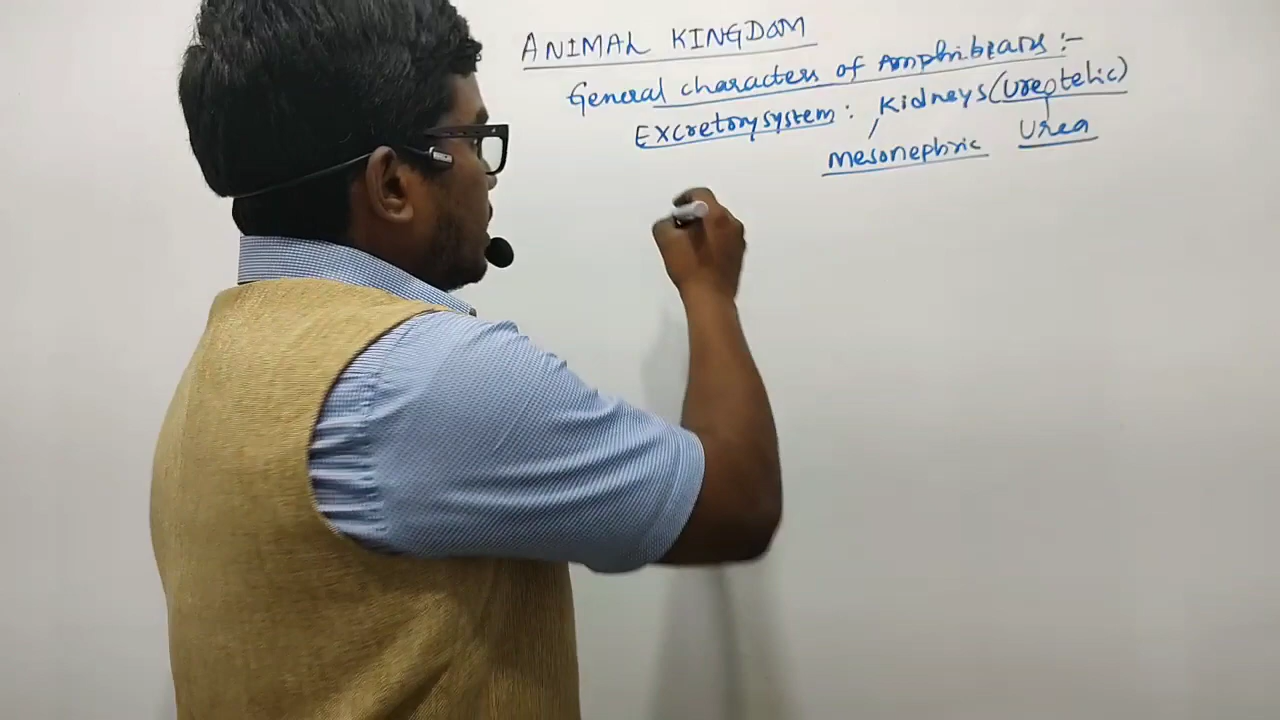 ANIMAL KINGDOM
General characters of Amphibians :-
Excretory system : Kidneys (ureotelic)
mesonephric urea